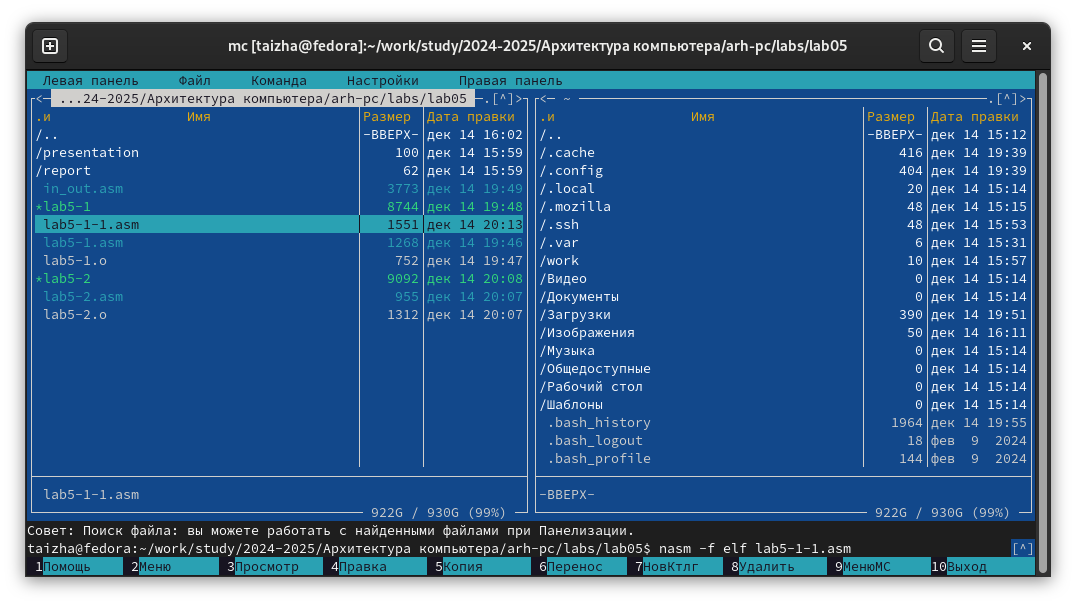 mc [taizha@fedora]:~/work/study/2024-2025/Архитектура компьютера/arh-pc/labs/lab05
Левая панель Файл Команда Настройки Правая панель
<— ...24-2025/Архитектура компьютера/arh-pc/labs/lab05 —.[^]>
.и Имя Размер Дата правки
/.. -ВВЕРХ- дек 14 16:02
/presentation 100 дек 14 15:59
/report 62 дек 14 15:59
in_out.asm 3773 дек 14 19:49
*lab5-1 8744 дек 14 19:48
lab5-1-1.asm 1551 дек 14 20:13
lab5-1.asm 1268 дек 14 19:46
lab5-1.o 752 дек 14 19:47
*lab5-2 9092 дек 14 20:08
lab5-2.asm 955 дек 14 20:07
lab5-2.o 1312 дек 14 20:07
lab5-1-1.asm
922G / 930G (99%)
<— ~ —.[^]>
.и Имя Размер Дата правки
/.. -ВВЕРХ- дек 14 15:12
/.cache 416 дек 14 19:39
/.config 404 дек 14 19:39
/.local 20 дек 14 15:14
/.mozilla 48 дек 14 15:15
/.ssh 48 дек 14 15:53
/.var 6 дек 14 15:31
/work 10 дек 14 15:57
/Видео 0 дек 14 15:14
/Документы 0 дек 14 15:14
/Загрузки 390 дек 14 19:51
/Изображения 50 дек 14 16:11
/Музыка 0 дек 14 15:14
/Общедоступные 0 дек 14 15:14
/Рабочий стол 0 дек 14 15:14
/Шаблоны 0 дек 14 15:14
.bash_history 1964 дек 14 19:55
.bash_logout 18 фев 9 2024
.bash_profile 144 фев 9 2024
-ВВЕРХ-
922G / 930G (99%)
Совет: Поиск файла: вы можете работать с найденными файлами при Панелизации.
taizha@fedora:~/work/study/2024-2025/Архитектура компьютера/arh-pc/labs/lab05$ nasm -f elf lab5-1-1.asm [^]
1Помощь 2Меню 3Просмотр 4Правка 5Копия 6Перенос 7НовКтлг 8Удалить 9МенюМС 10Выход